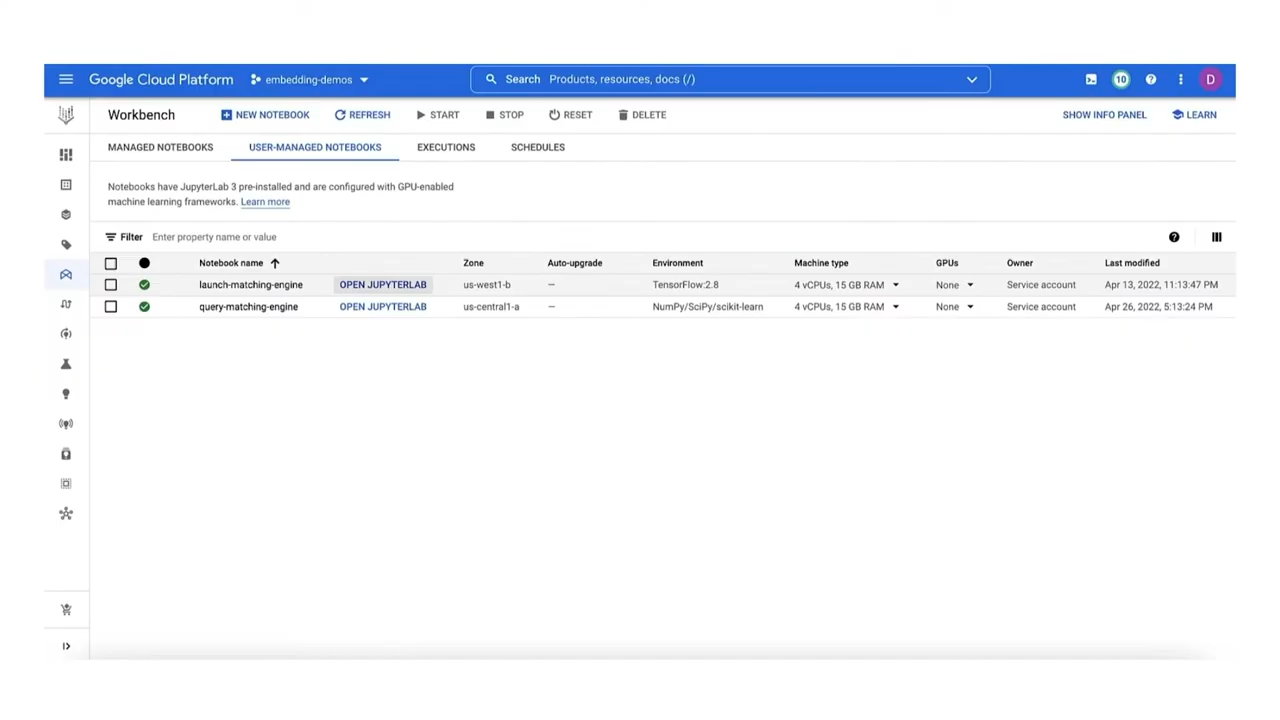 Google Cloud Platform embedding-demos Search Products, resources, docs (/) 10 D
Workbench NEW NOTEBOOK REFRESH START STOP RESET DELETE SHOW INFO PANEL LEARN
MANAGED NOTEBOOKS USER-MANAGED NOTEBOOKS EXECUTIONS SCHEDULES
Notebooks have JupyterLab 3 pre-installed and are configured with GPU-enabled
machine learning frameworks. Learn more
Filter Enter property name or value
Notebook name Zone Auto-upgrade Environment Machine type GPUs Owner Last modified
launch-matching-engine OPEN JUPYTERLAB us-west1-b — TensorFlow:2.8 4 vCPUs, 15 GB RAM None Service account Apr 13, 2022, 11:13:47 PM
query-matching-engine OPEN JUPYTERLAB us-central1-a — NumPy/SciPy/scikit-learn 4 vCPUs, 15 GB RAM None Service account Apr 26, 2022, 5:13:24 PM